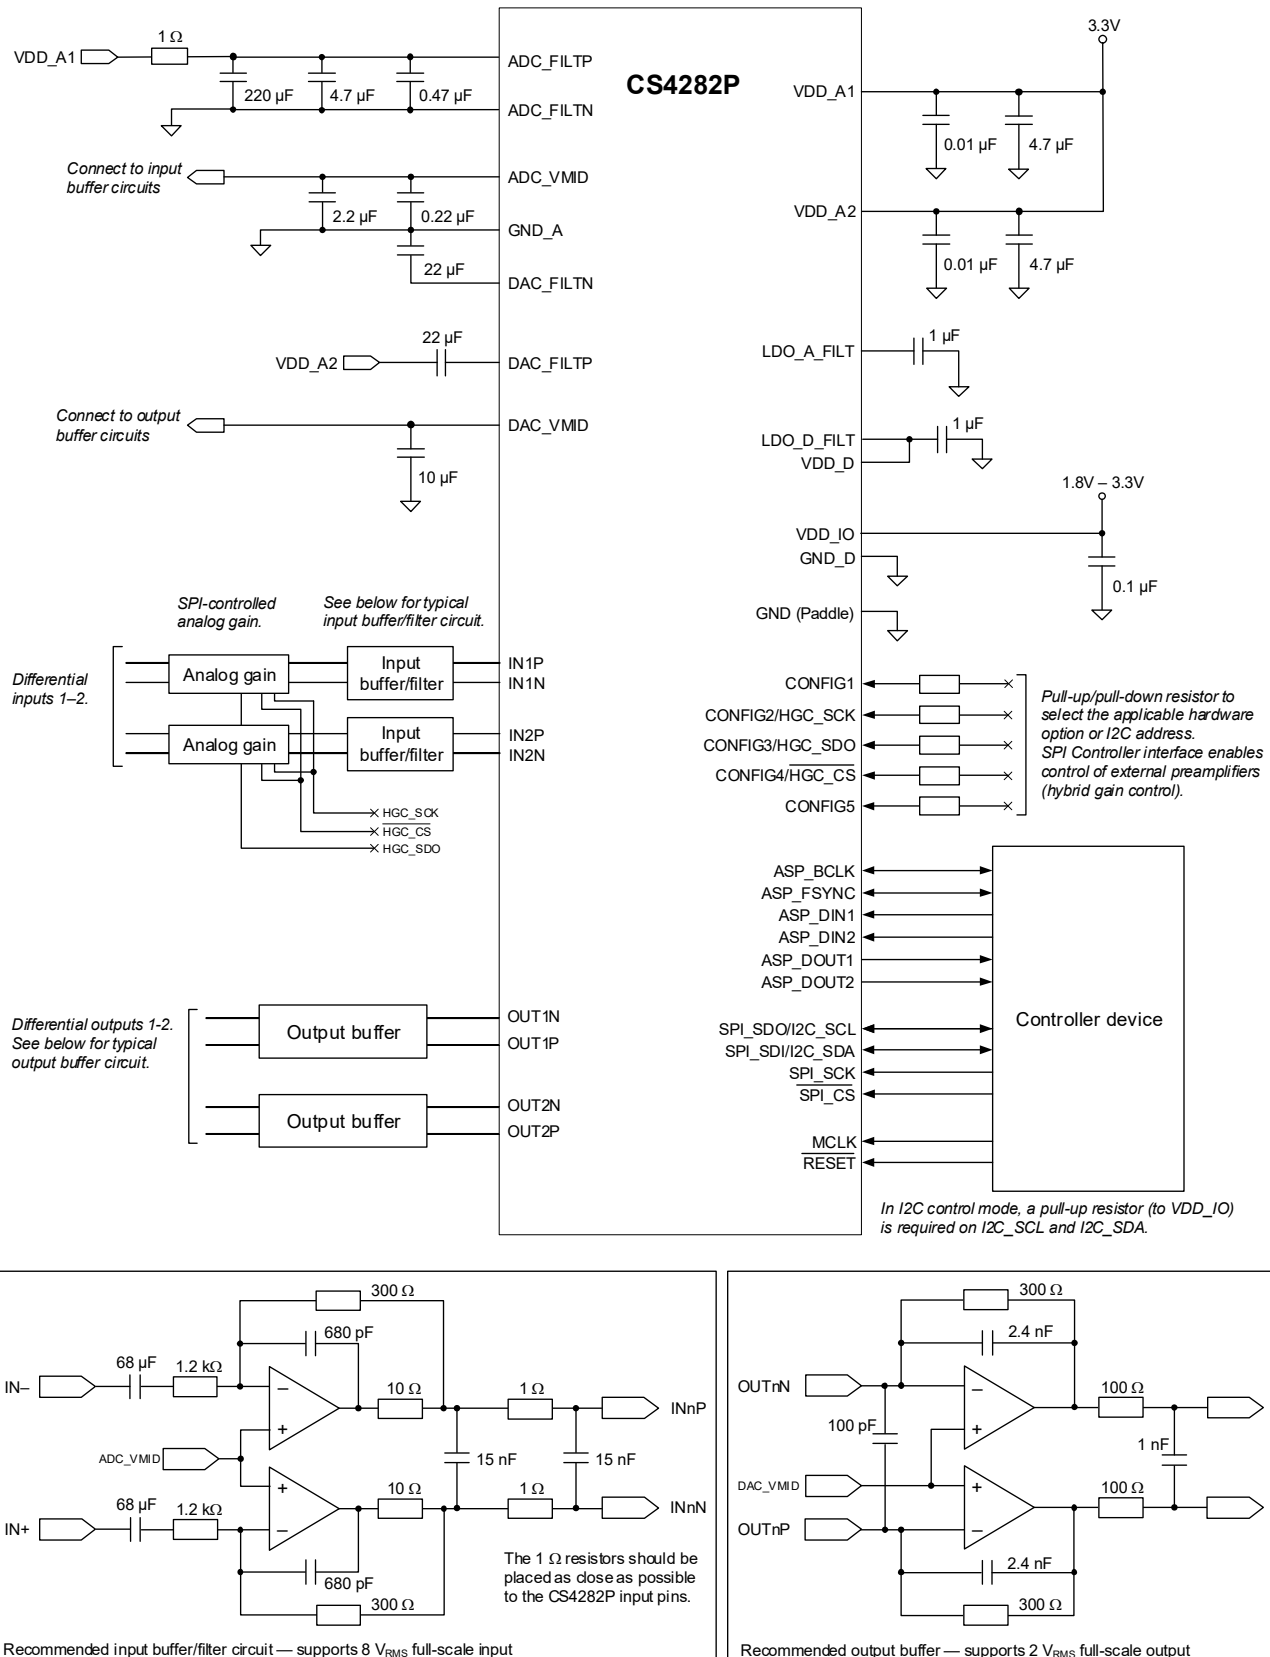 CS4282P
VDD_A1
1 Ω
220 µF
4.7 µF
0.47 µF
ADC_FILTP
ADC_FILTN
Connect to input
buffer circuits
2.2 µF
0.22 µF
22 µF
ADC_VMID
GND_A
DAC_FILTN
22 µF
VDD_A2
DAC_FILTP
Connect to output
buffer circuits
DAC_VMID
10 µF
SPI-controlled
analog gain.
See below for typical
input buffer/filter circuit.
Differential
inputs 1–2.
Analog gain
Input
buffer/filter
IN1P
IN1N
Analog gain
Input
buffer/filter
IN2P
IN2N
HGC_SCK
HGC_CS
HGC_SDO
Differential outputs 1-2.
See below for typical
output buffer circuit.
Output buffer
OUT1N
OUT1P
Output buffer
OUT2N
OUT2P
3.3V
VDD_A1
0.01 µF
4.7 µF
VDD_A2
0.01 µF
4.7 µF
LDO_A_FILT
1 µF
LDO_D_FILT
VDD_D
1 µF
1.8V – 3.3V
VDD_IO
GND_D
0.1 µF
GND (Paddle)
CONFIG1
CONFIG2/HGC_SCK
CONFIG3/HGC_SDO
CONFIG4/HGC_CS
CONFIG5
Pull-up/pull-down resistor to
select the applicable hardware
option or I2C address.
SPI Controller interface enables
control of external preamplifiers
(hybrid gain control).
ASP_BCLK
ASP_FSYNC
ASP_DIN1
ASP_DIN2
ASP_DOUT1
ASP_DOUT2
SPI_SDO/I2C_SCL
SPI_SDI/I2C_SDA
SPI_SCK
SPI_CS
MCLK
RESET
Controller device
In I2C control mode, a pull-up resistor (to VDD_IO)
is required on I2C_SCL and I2C_SDA.
300 Ω
680 pF
68 µF
1.2 kΩ
IN–
–
+
10 Ω
1 Ω
INnP
ADC_VMID
15 nF
15 nF
68 µF
1.2 kΩ
IN+
+
–
10 Ω
1 Ω
INnN
680 pF
300 Ω
The 1 Ω resistors should be
placed as close as possible
to the CS4282P input pins.
Recommended input buffer/filter circuit — supports 8 VRMS full-scale input
300 Ω
2.4 nF
OUTnN
–
+
100 Ω
100 pF
1 nF
DAC_VMID
OUTnP
+
–
100 Ω
2.4 nF
300 Ω
Recommended output buffer — supports 2 VRMS full-scale output